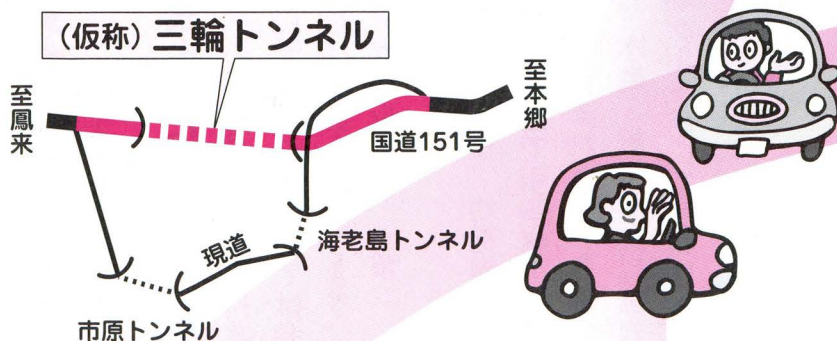 (仮称) 三輪トンネル
至鳳来
至本郷
国道151号
海老島トンネル
現道
市原トンネル